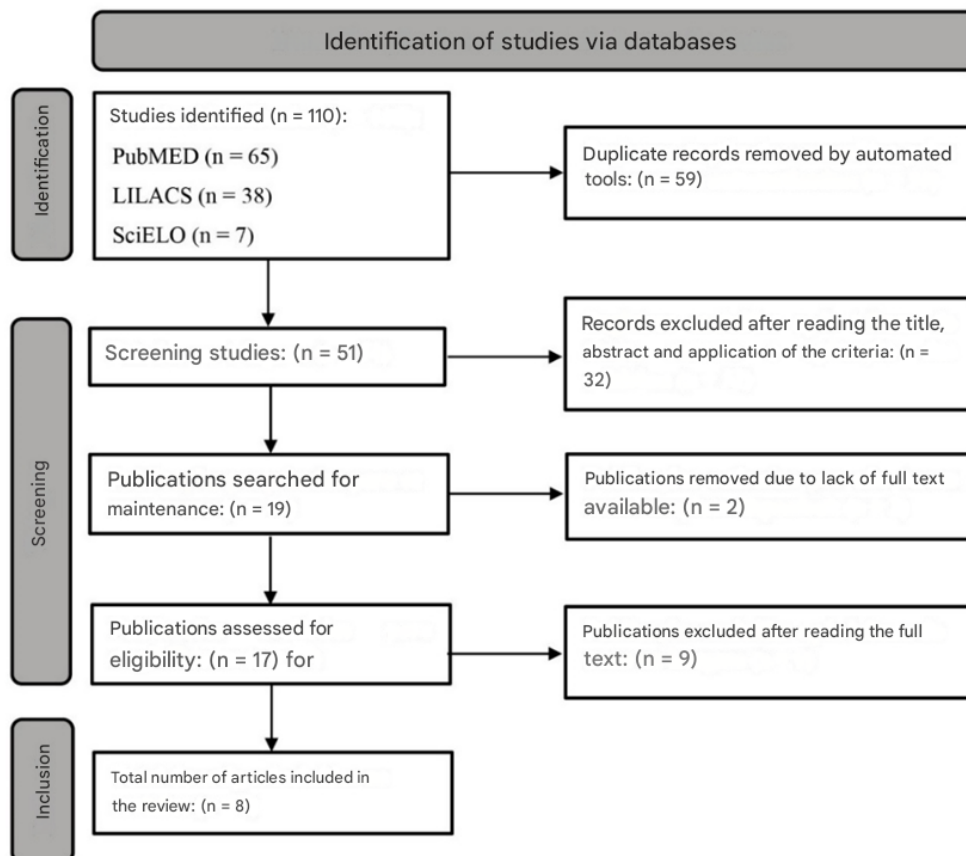 Identification of studies via databases
Identification
Studies identified (n = 110):
PubMED (n = 65)
LILACS (n = 38)
SciELO (n = 7)
Duplicate records removed by automated
tools: (n = 59)
Screening
Screening studies: (n = 51)
Records excluded after reading the title,
abstract and application of the criteria: (n =
32)
Publications searched for
maintenance: (n = 19)
Publications removed due to lack of full text
available: (n = 2)
Publications assessed for
eligibility: (n = 17) for
Publications excluded after reading the full
text: (n = 9)
Inclusion
Total number of articles included in
the review: (n = 8)